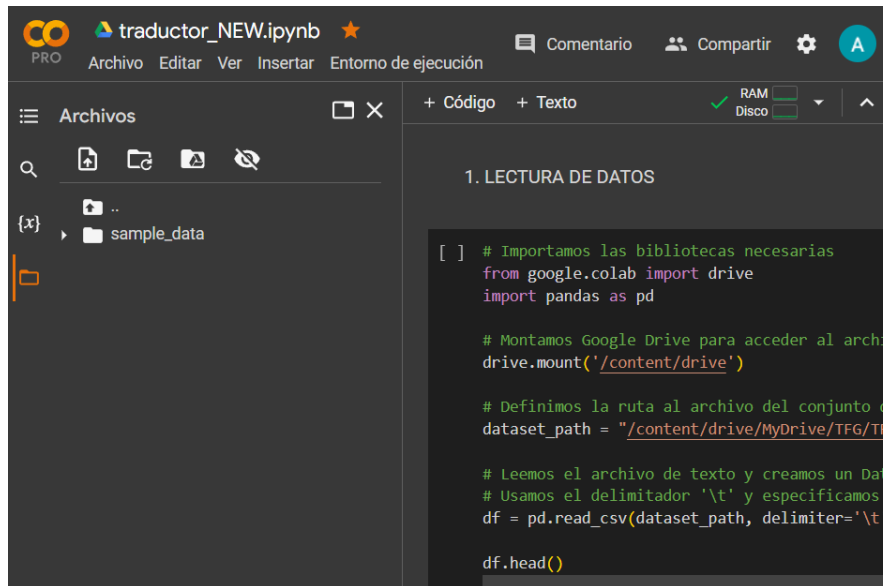 traductor_NEW.ipynb
PRO
Archivo Editar Ver Insertar Entorno de ejecución
Comentario
Compartir
A
Archivos
..
sample_data
{x}
+ Código + Texto
RAM
Disco
1. LECTURA DE DATOS
[ ] # Importamos las bibliotecas necesarias
from google.colab import drive
import pandas as pd
# Montamos Google Drive para acceder al archi
drive.mount('/content/drive')
# Definimos la ruta al archivo del conjunto
dataset_path = "/content/drive/MyDrive/TFG/
# Leemos el archivo de texto y creamos un Dat
# Usamos el delimitador '\t' y especificamos
df = pd.read_csv(dataset_path, delimiter='\t
df.head()